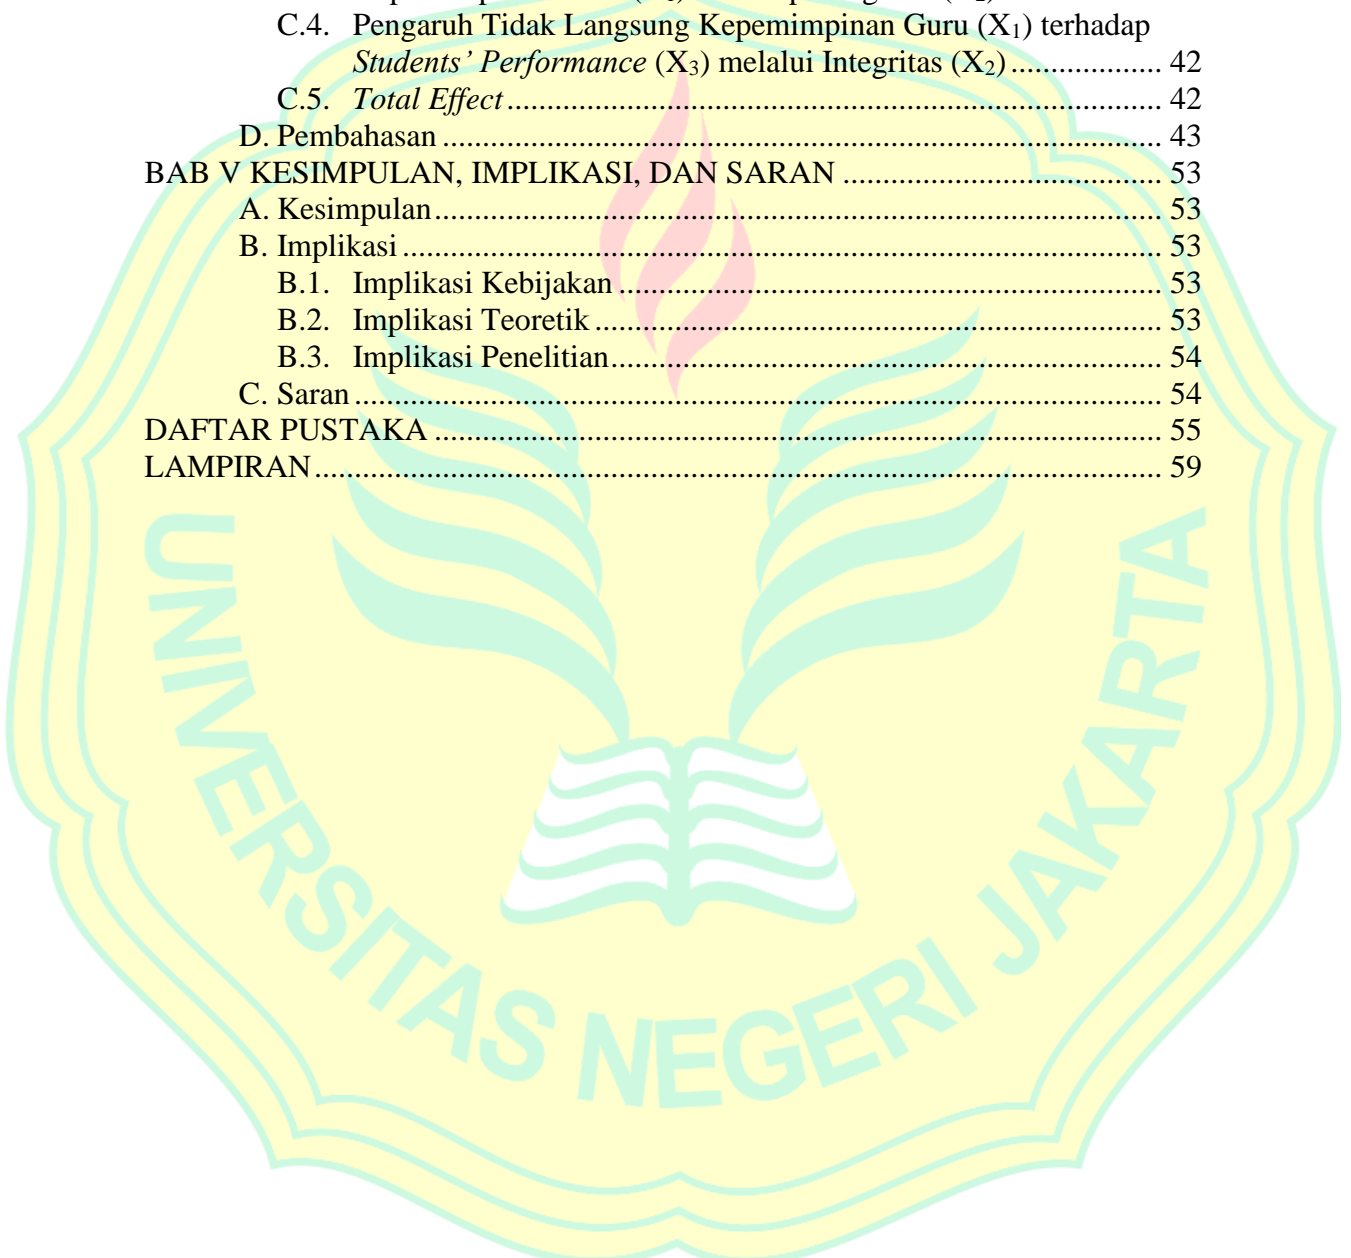 C.4. Pengaruh Tidak Langsung Kepemimpinan Guru (X₁) terhadap
Students' Performance (X₃) melalui Integritas (X₂) .................. 42
C.5. Total Effect .................................................................................. 42
D. Pembahasan ......................................................................................... 43
BAB V KESIMPULAN, IMPLIKASI, DAN SARAN ....................................... 53
A. Kesimpulan .......................................................................................... 53
B. Implikasi .............................................................................................. 53
B.1. Implikasi Kebijakan ..................................................................... 53
B.2. Implikasi Teoretik ....................................................................... 53
B.3. Implikasi Penelitian ..................................................................... 54
C. Saran .................................................................................................... 54
DAFTAR PUSTAKA ......................................................................................... 55
LAMPIRAN ........................................................................................................ 59
UNIVERSITAS NEGERI JAKARTA